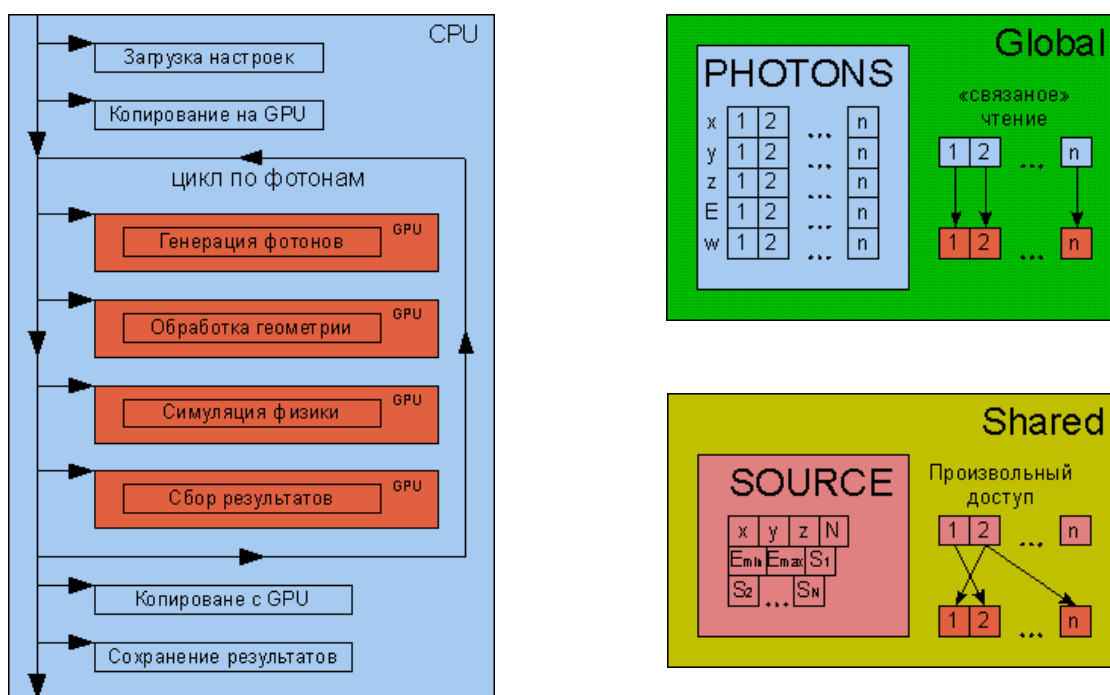 CPU
Загрузка настроек
Копирование на GPU
цикл по фотонам
GPU
Генерация фотонов
GPU
Обработка геометрии
GPU
Симуляция физики
GPU
Сбор результатов
Копироване с GPU
Сохранение результатов
Global
PHOTONS
x 1 2 ... n
y 1 2 ... n
z 1 2 ... n
E 1 2 ... n
w 1 2 ... n
«связаное»
чтение
1 2 ... n
1 2 ... n
Shared
SOURCE
x y z N
Emin Emax S1
S2 ... SN
Произвольный
доступ
1 2 ... n
1 2 ... n